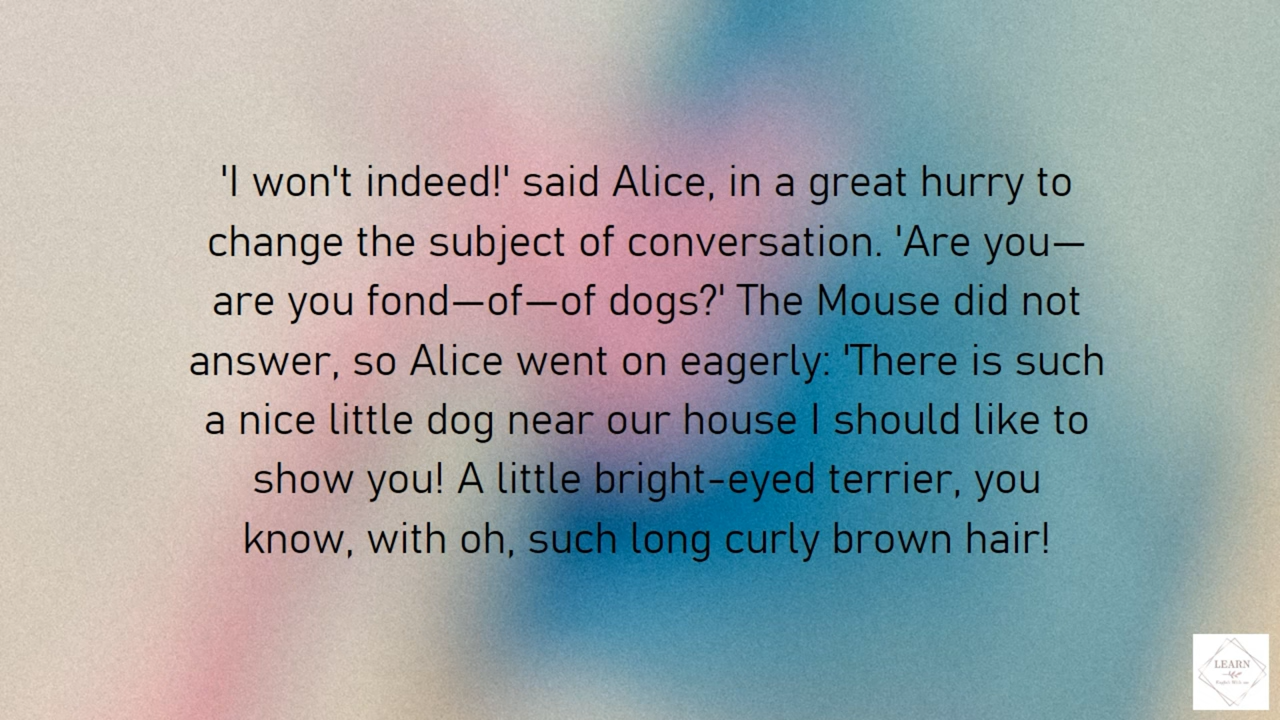 'I won't indeed!' said Alice, in a great hurry to
change the subject of conversation. 'Are you—
are you fond—of—of dogs?' The Mouse did not
answer, so Alice went on eagerly: 'There is such
a nice little dog near our house I should like to
show you! A little bright-eyed terrier, you
know, with oh, such long curly brown hair!
LEARN